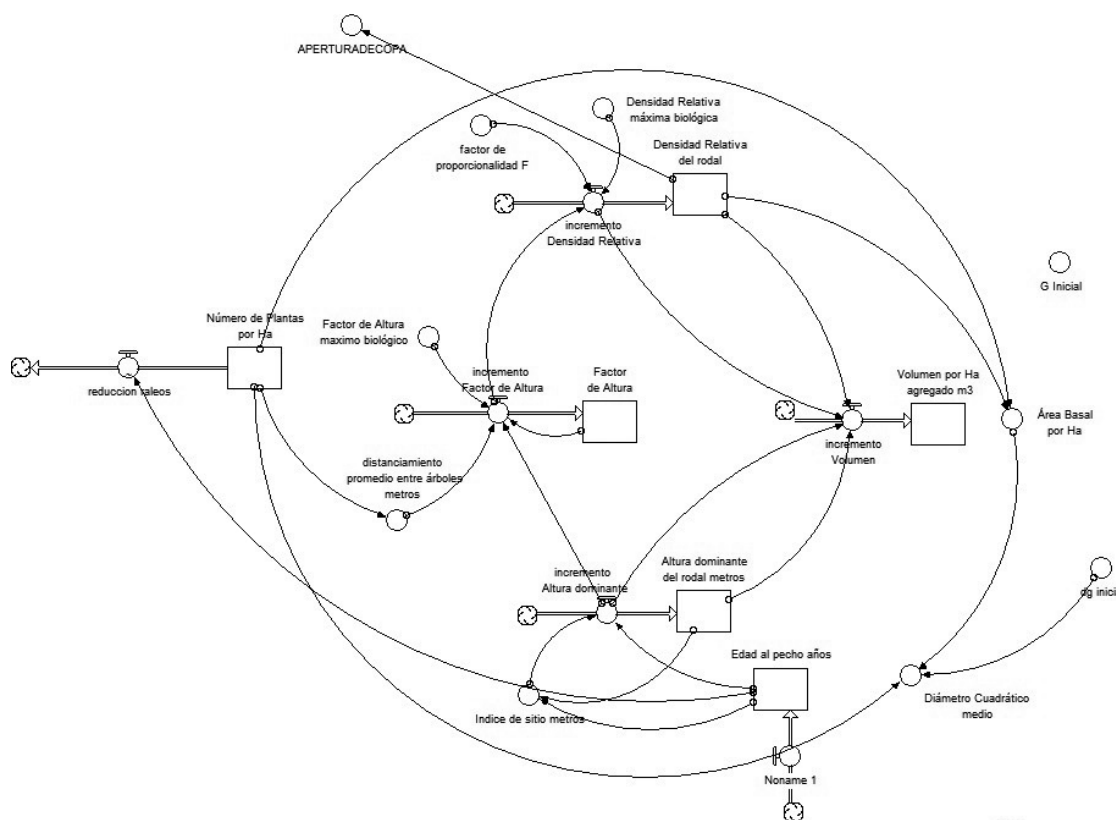 APERTURADECOPA
Densidad Relativa
máxima biológica
factor de
proporcionalidad F
Densidad Relativa
del rodal
incremento
Densidad Relativa
G Inicial
Número de Plantas
por Ha
Factor de Altura
maximo biológico
reduccion raleos
incremento
Factor de Altura
Factor
de Altura
Volumen por Ha
agregado m3
Área Basal
por Ha
incremento
Volumen
distanciamiento
promedio entre árboles
metros
incremento
Altura dominante
Altura dominante
del rodal metros
dg inici
Edad al pecho años
Indice de sitio metros
Diámetro Cuadrático
medio
Noname 1